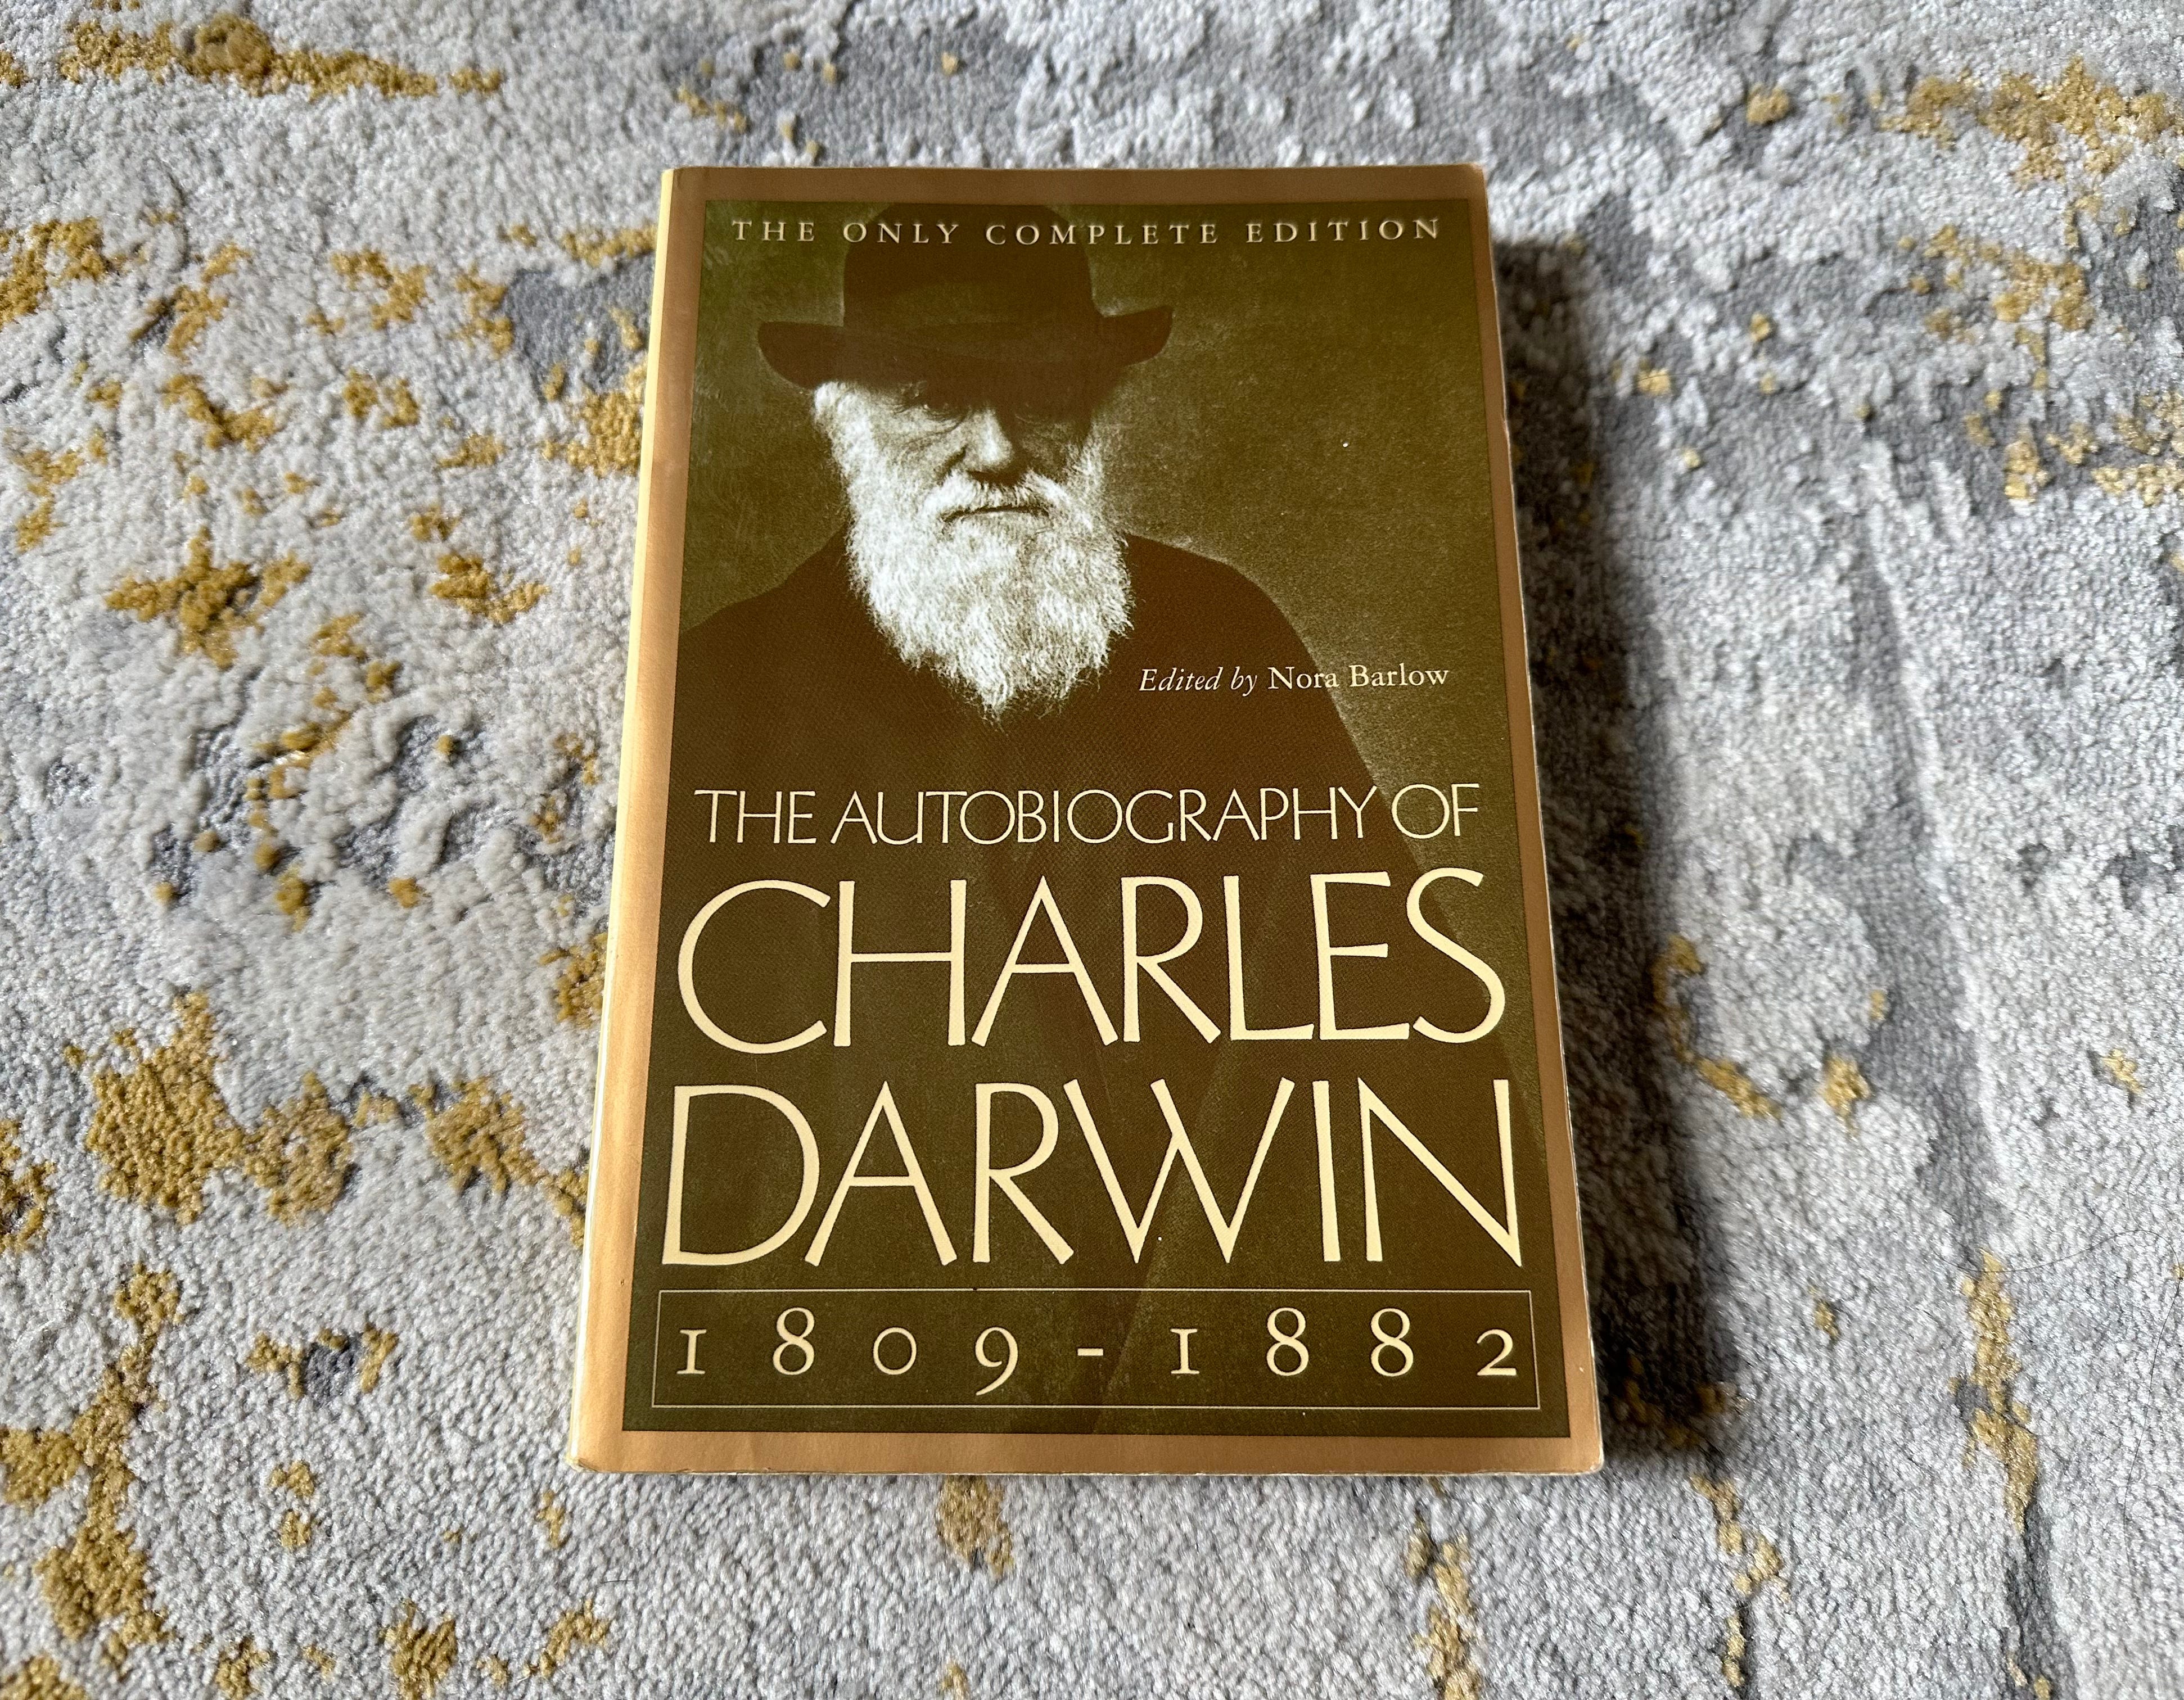 THE ONLY COMPLETE EDITION
Edited by Nora Barlow
THE AUTOBIOGRAPHY OF
CHARLES
DARWIN
1809-1882